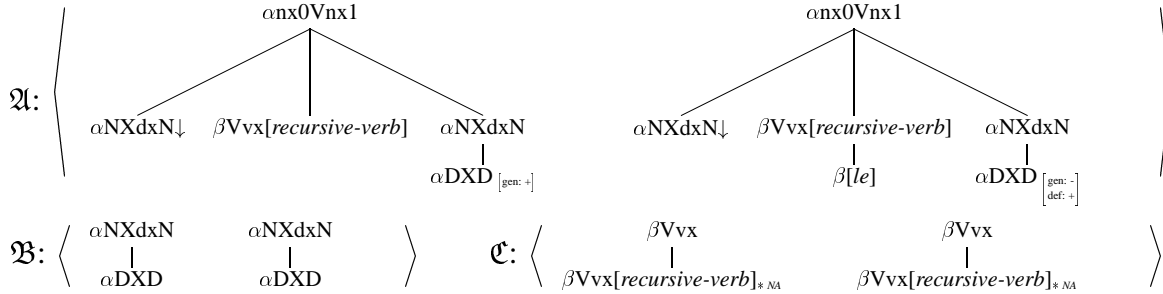 αnx0Vnx1 αnx0Vnx1
𝔄:
αNXdxN↓ βVvx[recursive-verb] αNXdxN αNXdxN↓ βVvx[recursive-verb] αNXdxN
αDXD [gen: +] β[le] αDXD [gen: -
def: +]
αNXdxN αNXdxN βVvx βVvx
𝔅: ℭ:
αDXD αDXD βVvx[recursive-verb]* NA βVvx[recursive-verb]* NA